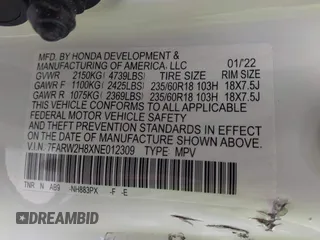 MFD. BY HONDA DEVELOPMENT &
MANUFACTURING OF AMERICA, LLC 01/22
GVWR 2150KG ( 4739LBS) TIRE SIZE RIM SIZE
GAWR F 1100KG ( 2425LBS) 235/60R18 103H 18X7.5J
GAWR R 1075KG ( 2369LBS) 235/60R18 103H 18X7.5J
THIS VEHICLE CONFORMS TO ALL APPLICABLE
FEDERAL MOTOR VEHICLE SAFETY AND
THEFT PREVENTION STANDARDS IN EFFECT ON THE
DATE OF MANUFACTURE SHOWN ABOVE.
V.I.N: 7FARW2H8XNE012309 TYPE: MPV
TNR N A89 -NH883PX -F -E
DREAMBID